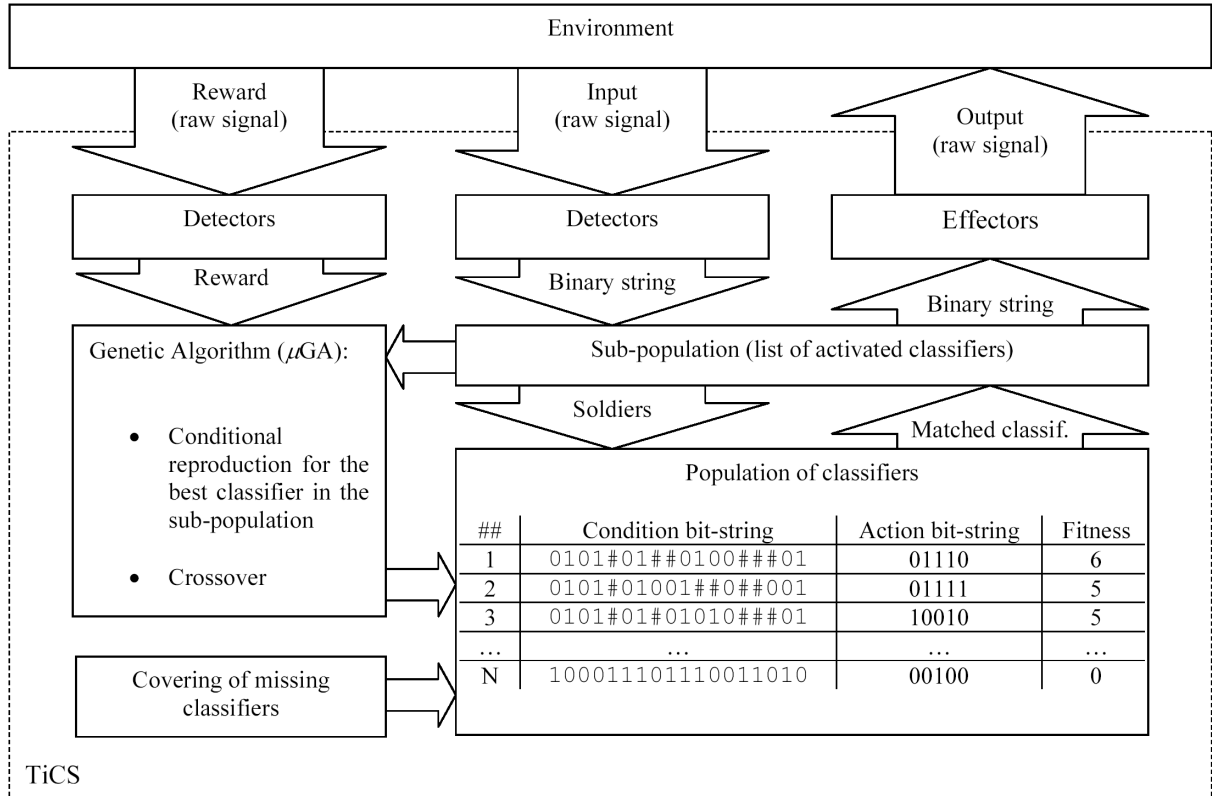 Environment
Reward
(raw signal)
Input
(raw signal)
Output
(raw signal)
Detectors
Detectors
Effectors
Reward
Binary string
Binary string
Genetic Algorithm (μGA):
• Conditional
reproduction for the
best classifier in the
sub-population
• Crossover
Sub-population (list of activated classifiers)
Soldiers
Matched classif.
Population of classifiers
## Condition bit-string Action bit-string Fitness
1 0101#01##0100###01 01110 6
2 0101#01001##0##001 01111 5
3 0101#01#01010###01 10010 5
... ... ... ...
N 100011101110011010 00100 0
Covering of missing
classifiers
TiCS